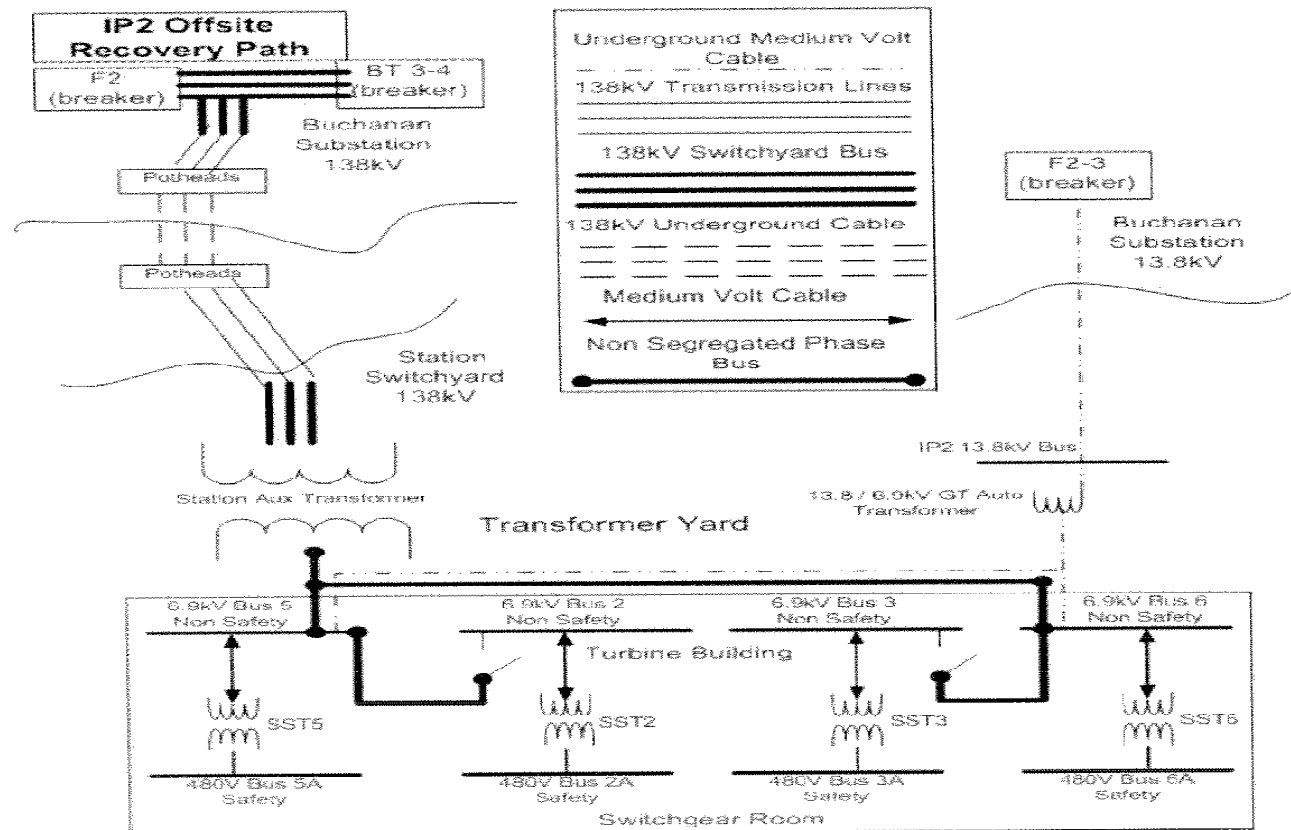 IP2 Offsite
Recovery Path
F2
(breaker)
BT 3-4
(breaker)
Buchanan
Substation
138kV
Potheads
Potheads
Station
Switchyard
138kV
Station Aux Transformer
Underground Medium Volt
Cable
138kV Transmission Lines
138kV Switchyard Bus
138kV Underground Cable
Medium Volt Cable
Non Segregated Phase
Bus
F2-3
(breaker)
Buchanan
Substation
13.8kV
IP2 13.8kV Bus
13.8 / 6.9kV GT Auto
Transformer
Transformer Yard
6.9kV Bus 5
Non Safety
6.9kV Bus 2
Non Safety
6.9kV Bus 3
Non Safety
6.9kV Bus 6
Non Safety
Turbine Building
SST5
SST2
SST3
SST6
480V Bus 5A
Safety
480V Bus 2A
Safety
480V Bus 3A
Safety
480V Bus 6A
Safety
Switchgear Room